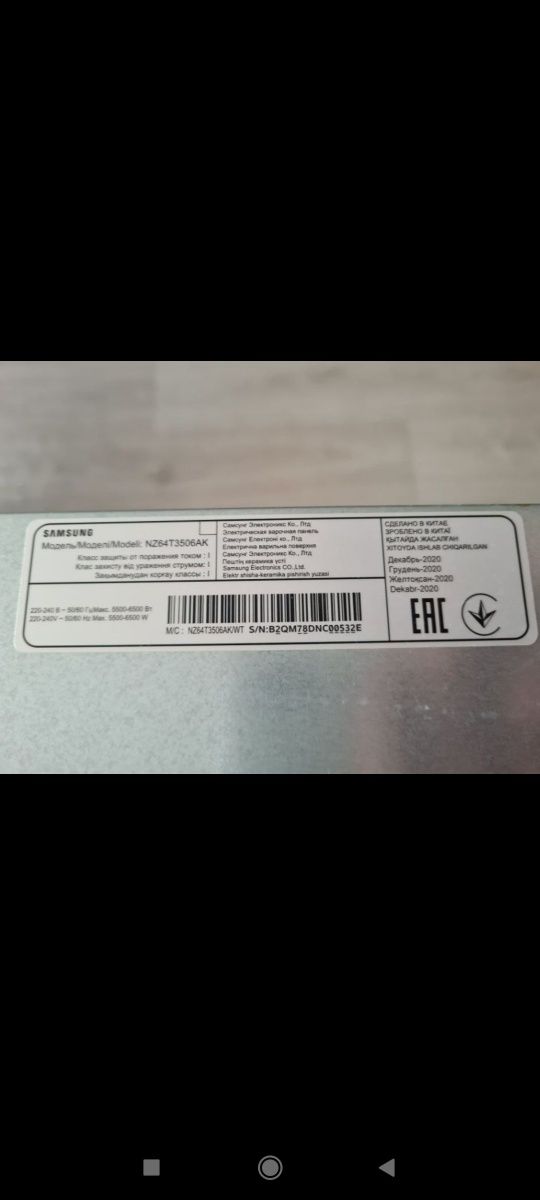 SAMSUNG
Модель/Моделі/Modeli: NZ64T3506AK
Класс защиты от поражения током : I
Клас захисту від ураження струмом: I
Зақымданудан қорғау классы : I
Самсунг Электроникс Ко., Лтд
Электрическая варочная панель
Самсунг Електроні ко., Лтд
Електрична варильна поверхня
Самсунг Электроникс Ко., Лтд
Пештің керамика үсті
Samsung Electronics CO.,Ltd.
Elektr shisha-keramika pishirish yuzasi
СДЕЛАНО В КИТАЕ
ЗРОБЛЕНО В КИТАЇ
ҚЫТАЙДА ЖАСАЛҒАН
XITOYDA ISHLAB CHIQARILGAN
Декабрь-2020
Грудень-2020
Желтоқсан-2020
Dekabr-2020
220-240 В ~ 50/60 Гц Макс. 5500-6500 Вт
220-240V ~ 50/60 Hz Max. 5500-6500 W
M/C : NZ64T3506AK/WT S/N:B2QM78DNC00532E
EAC